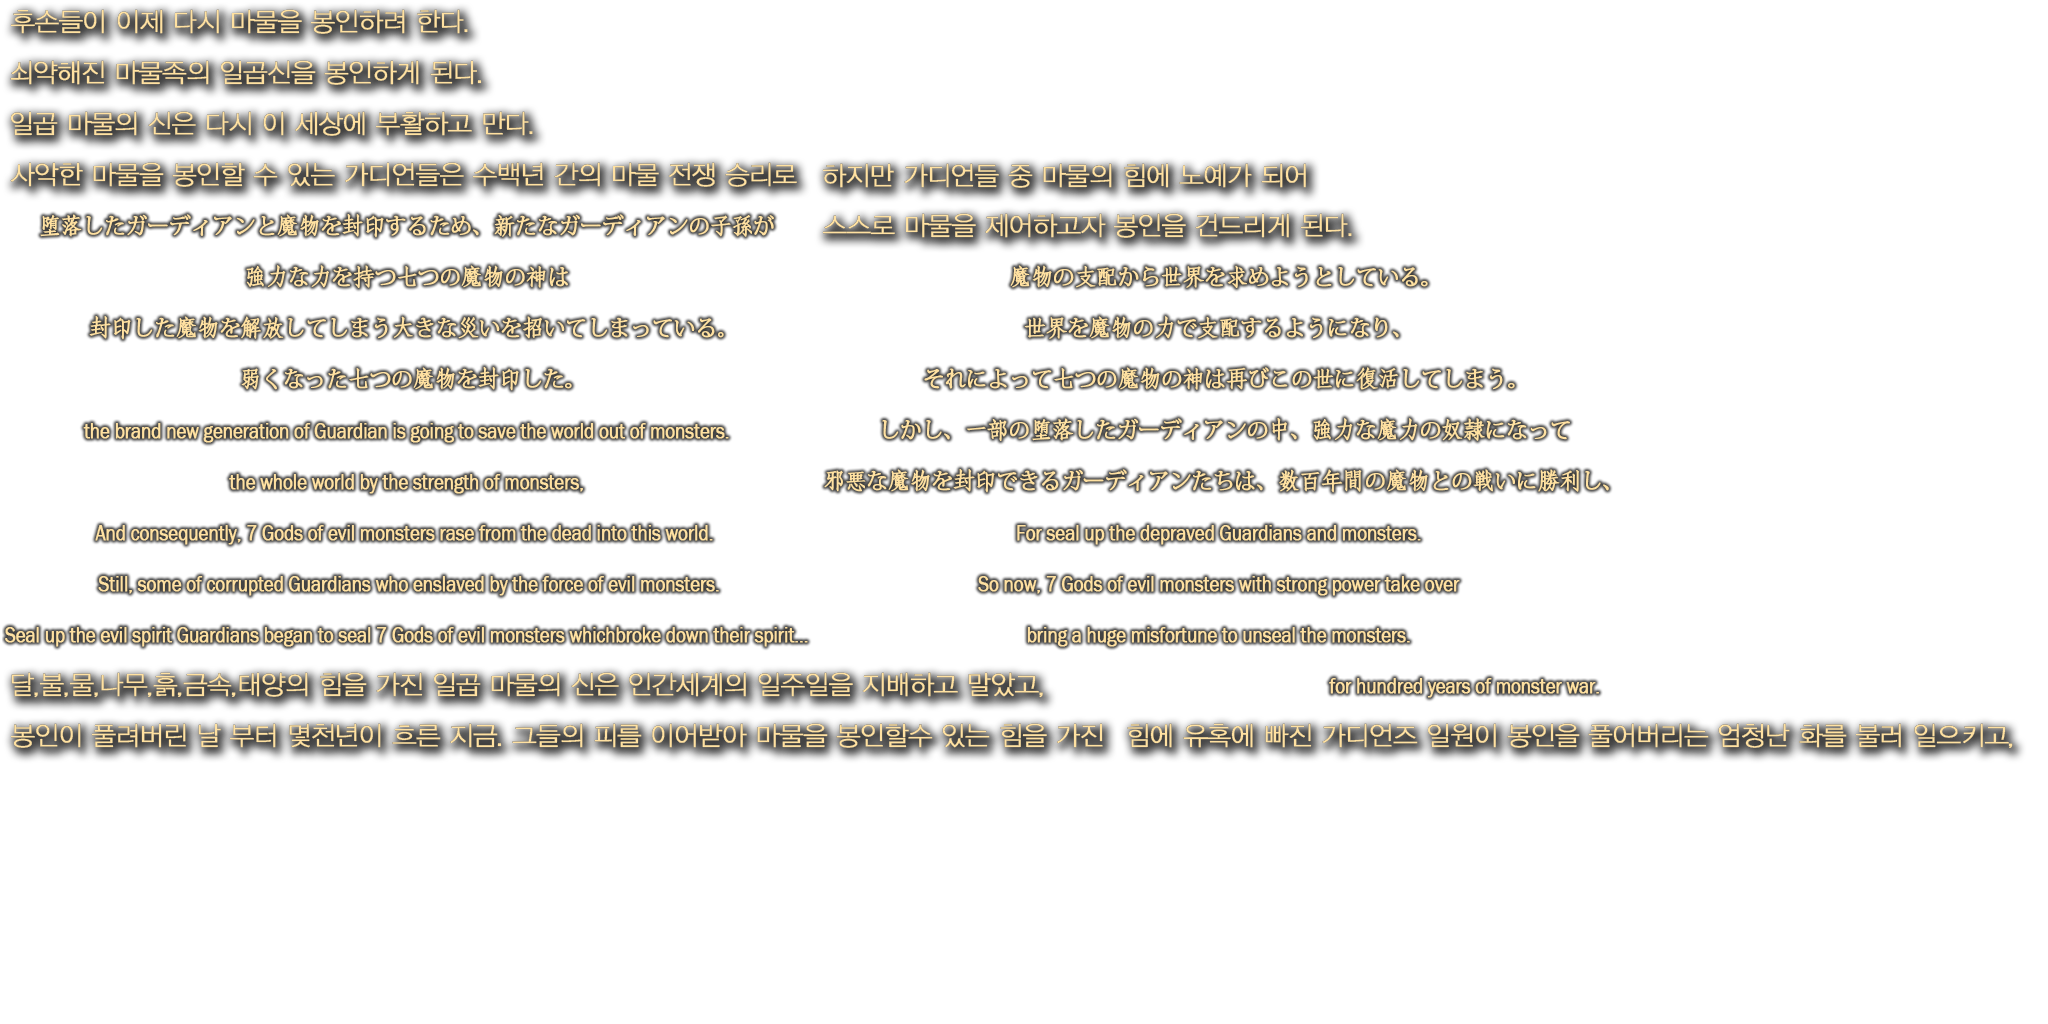 후손들이 이제 다시 마물을 봉인하려 한다.
쇠약해진 마물족의 일곱신을 봉인하게 된다.
일곱 마물의 신은 다시 이 세상에 부활하고 만다.
사악한 마물을 봉인할 수 있는 가디언들은 수백년 간의 마물 전쟁 승리로
하지만 가디언들 중 마물의 힘에 노예가 되어
堕落したガーディアンと魔物を封印するため、新たなガーディアンの子孫が
스스로 마물을 제어하고자 봉인을 건드리게 된다.
強力な力を持つ七つの魔物の神は
魔物の支配から世界を求めようとしている。
封印した魔物を解放してしまう大きな災いを招いてしまっている。
世界を魔物の力で支配するようになり、
弱くなった七つの魔物を封印した。
それによって七つの魔物の神は再びこの世に復活してしまう。
the brand new generation of Guardian is going to save the world out of monsters.
しかし、一部の堕落したガーディアンの中、強力な魔力の奴隷になって
the whole world by the strength of monsters,
邪悪な魔物を封印できるガーディアンたちは、数百年間の魔物との戦いに勝利し、
And consequently, 7 Gods of evil monsters rase from the dead into this world.
For seal up the depraved Guardians and monsters.
Still, some of corrupted Guardians who enslaved by the force of evil monsters.
So now, 7 Gods of evil monsters with strong power take over
Seal up the evil spirit Guardians began to seal 7 Gods of evil monsters whichbroke down their spirit...
bring a huge misfortune to unseal the monsters.
달,불,물,나무,흙,금속,태양의 힘을 가진 일곱 마물의 신은 인간세계의 일주일을 지배하고 말았고,
for hundred years of monster war.
봉인이 풀려버린 날 부터 몇천년이 흐른 지금. 그들의 피를 이어받아 마물을 봉인할수 있는 힘을 가진
힘에 유혹에 빠진 가디언즈 일원이 봉인을 풀어버리는 엄청난 화를 불러 일으키고,